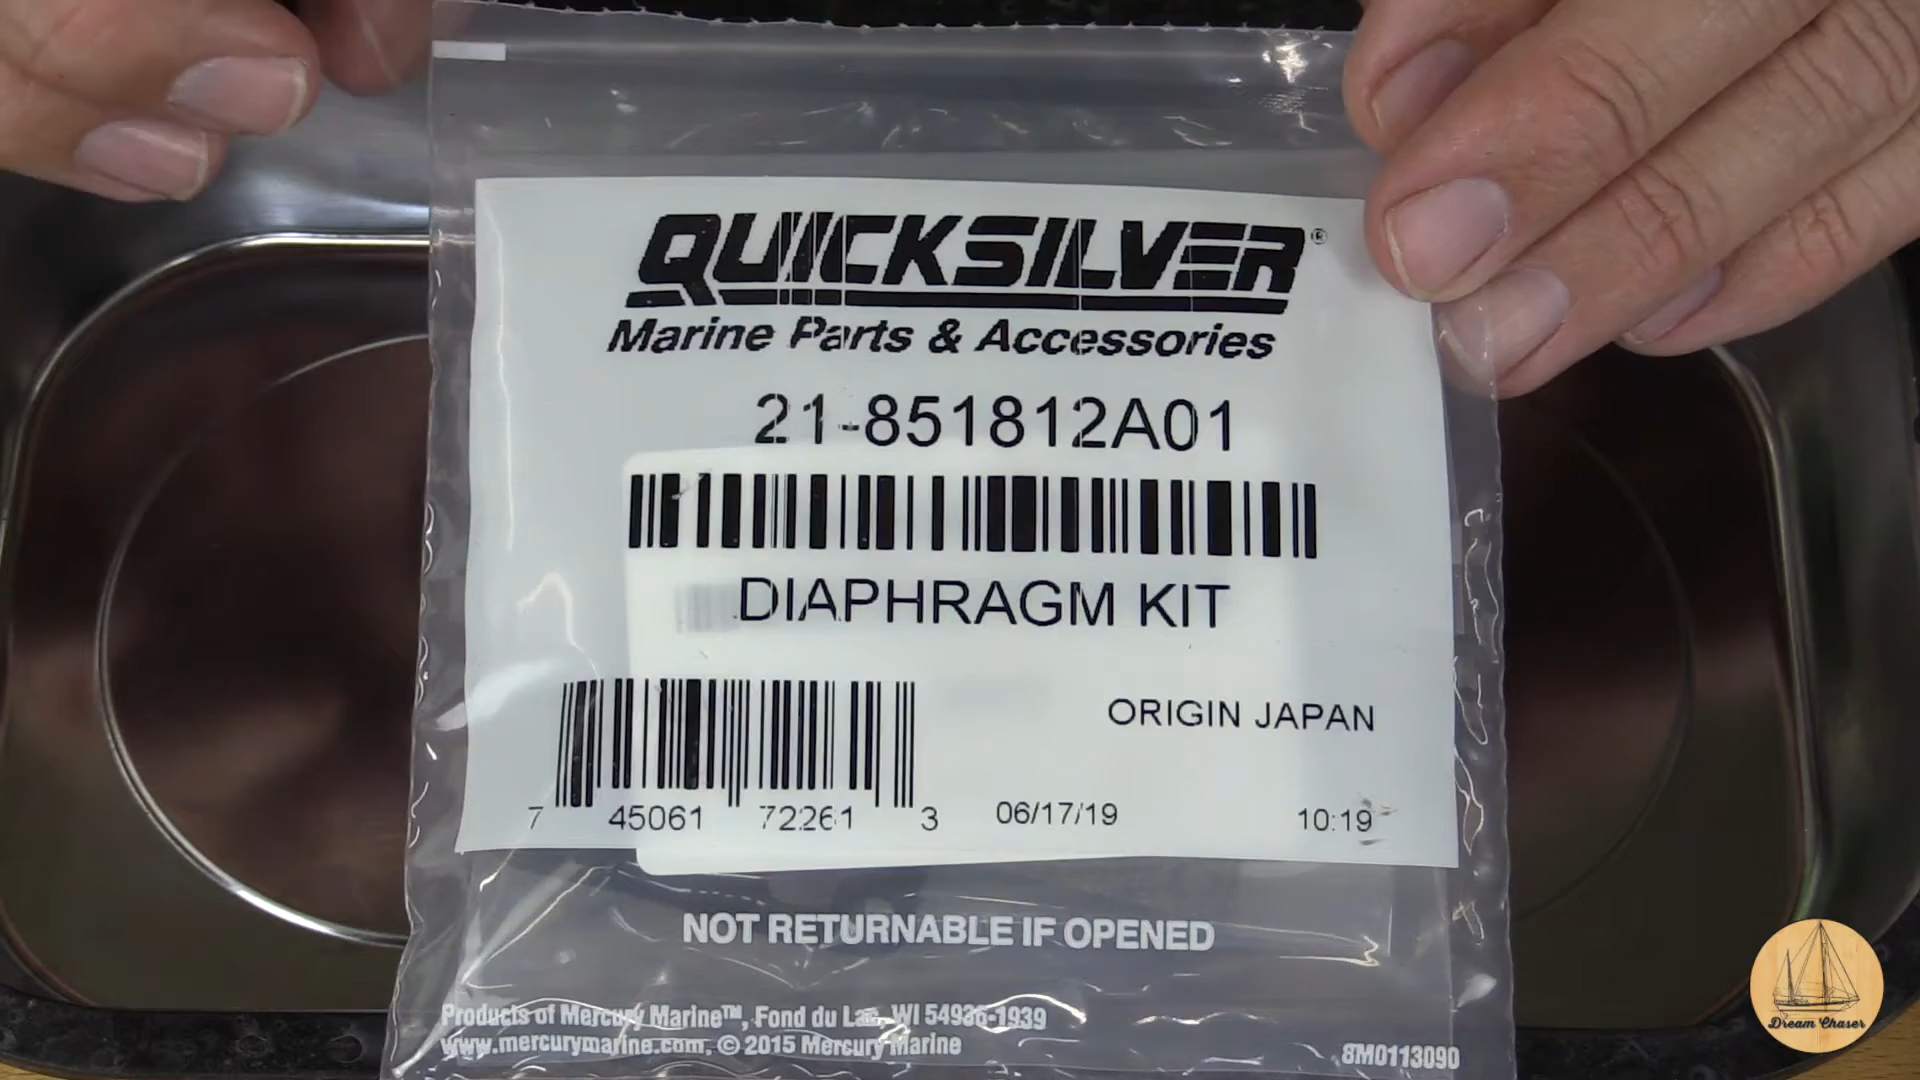 QUICKSILVER®
Marine Parts & Accessories
21-851812A01
DIAPHRAGM KIT
ORIGIN JAPAN
7 45061 72261 3 06/17/19 10:19
NOT RETURNABLE IF OPENED
Products of Mercury Marine™, Fond du Lac, WI 54936-1939
www.mercurymarine.com, © 2015 Mercury Marine
8M0113090
Dream Chaser